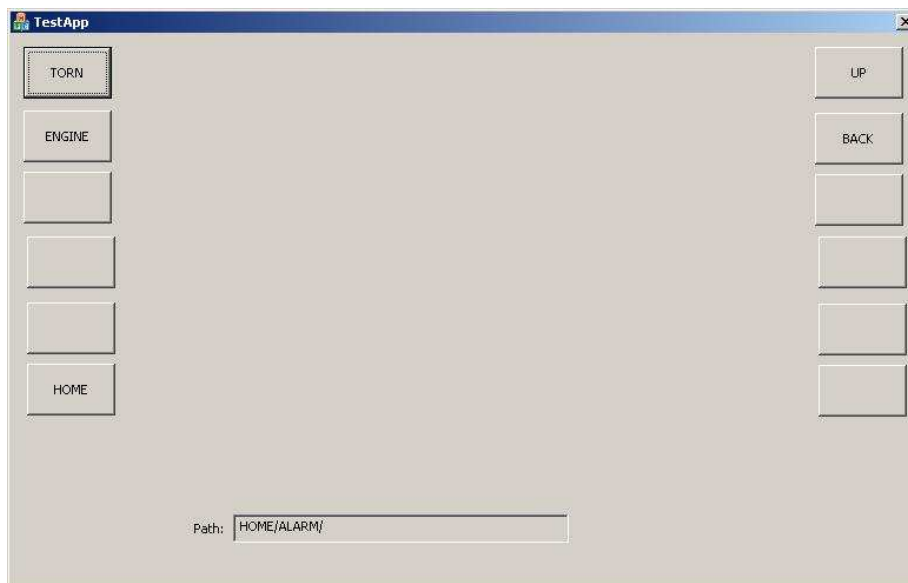 TestApp
TORN
UP
ENGINE
BACK
HOME
Path: HOME/ALARM/